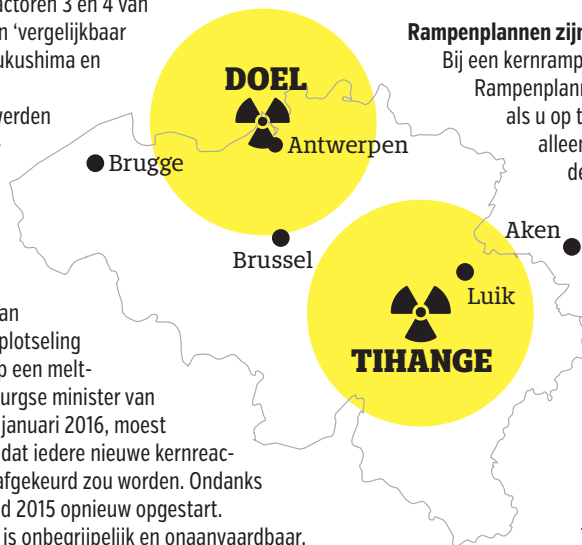 actoren 3 en 4 van
n ‘vergelijkbaar
ukushima en
werden
an
plotseling
p een melt-
urgse minister van
januari 2016, moest
dat iedere nieuwe kernreac-
afgekeurd zou worden. Ondanks
d 2015 opnieuw opgestart.
is onbegrijpelijk en onaanvaardbaar.
Rampenplannen zijn
Bij een kernramp
Rampenplann
als u op t
alleen
de
DOEL
Antwerpen
Brugge
Brussel
Aken
Luik
TIHANGE